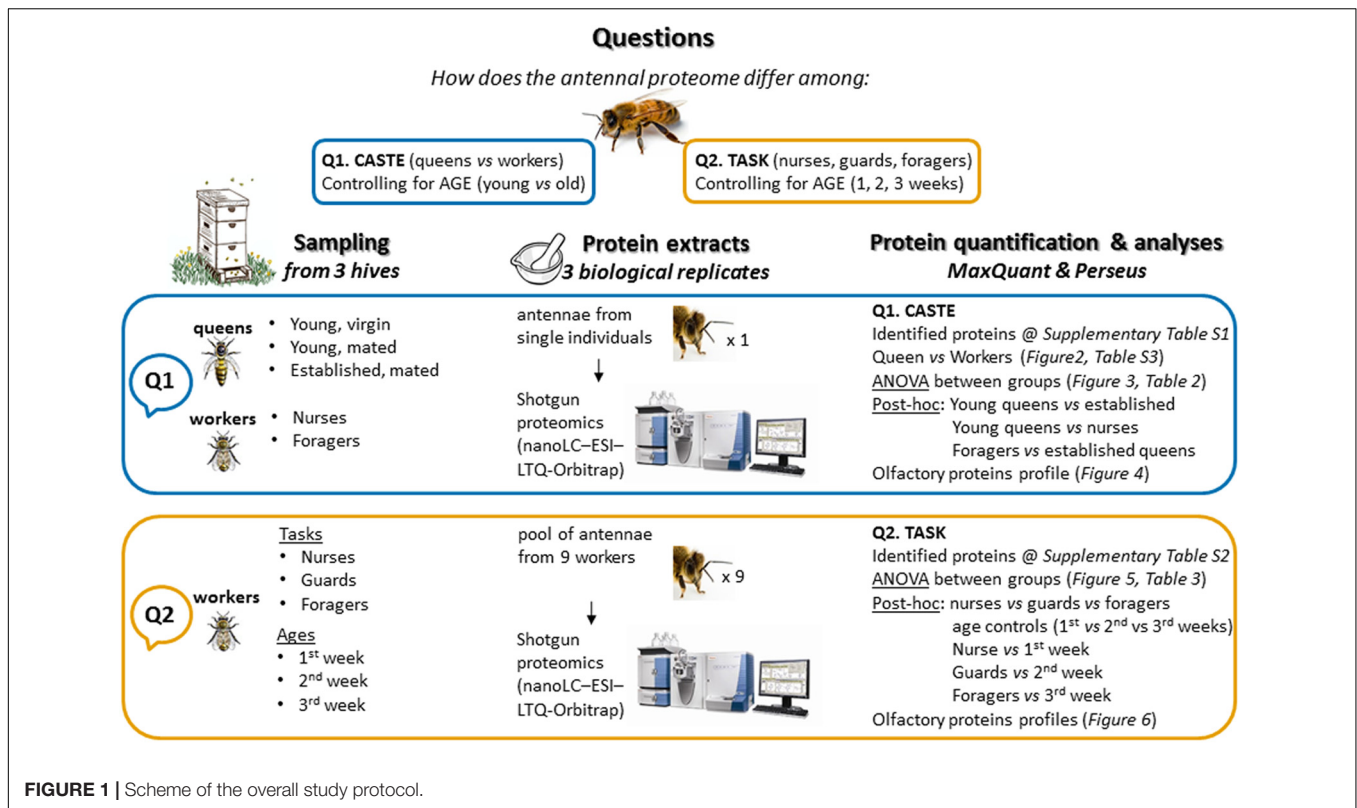 Questions
How does the antennal proteome differ among:
Q1. CASTE (queens vs workers)
Controlling for AGE (young vs old)
Q2. TASK (nurses, guards, foragers)
Controlling for AGE (1, 2, 3 weeks)
Sampling
from 3 hives
Protein extracts
3 biological replicates
Protein quantification & analyses
MaxQuant & Perseus
Q1
queens
• Young, virgin
• Young, mated
• Established, mated
workers
• Nurses
• Foragers
antennae from
single individuals
x 1
Shotgun
proteomics
(nanoLC–ESI–
LTQ-Orbitrap)
Q1. CASTE
Identified proteins @ Supplementary Table S1
Queen vs Workers (Figure2, Table S3)
ANOVA between groups (Figure 3, Table 2)
Post-hoc: Young queens vs established
Young queens vs nurses
Foragers vs established queens
Olfactory proteins profile (Figure 4)
Q2
workers
Tasks
• Nurses
• Guards
• Foragers
Ages
• 1st week
• 2nd week
• 3rd week
pool of antennae
from 9 workers
x 9
Shotgun
proteomics
(nanoLC–ESI–
LTQ-Orbitrap)
Q2. TASK
Identified proteins @ Supplementary Table S2
ANOVA between groups (Figure 5, Table 3)
Post-hoc: nurses vs guards vs foragers
age controls (1st vs 2nd vs 3rd weeks)
Nurse vs 1st week
Guards vs 2nd week
Foragers vs 3rd week
Olfactory proteins profiles (Figure 6)
FIGURE 1 | Scheme of the overall study protocol.